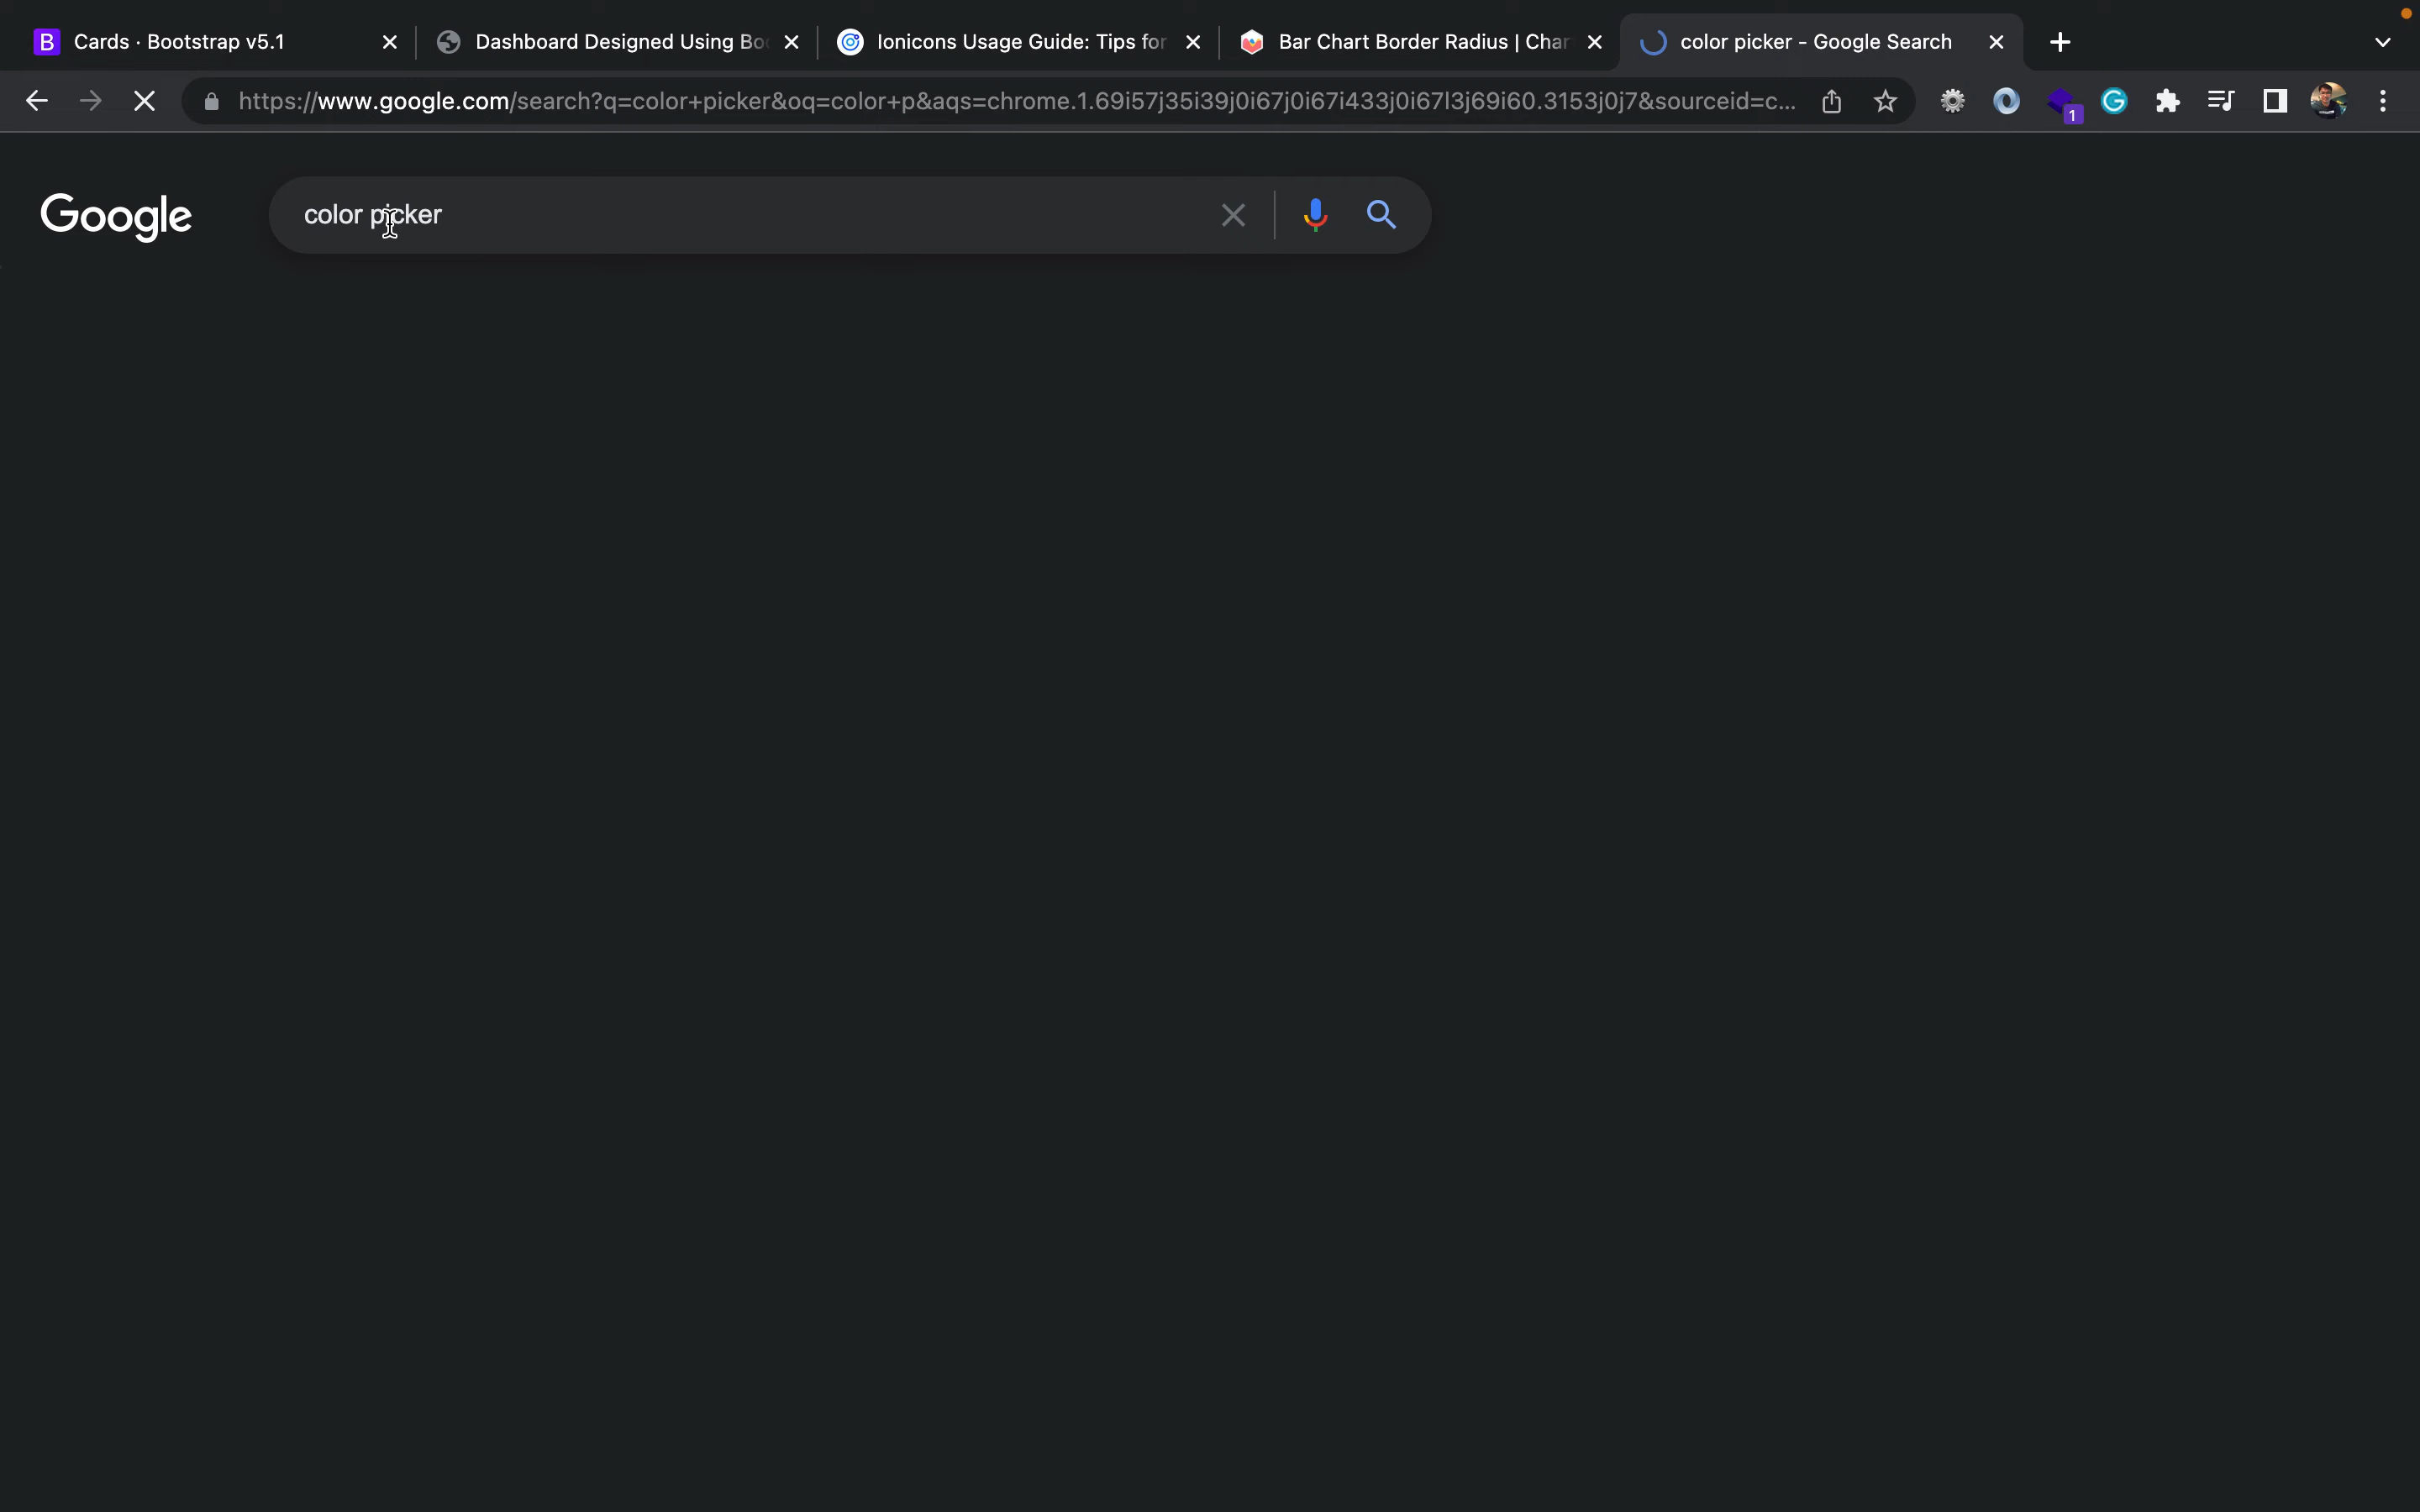 Cards · Bootstrap v5.1
Dashboard Designed Using Bo
Ionicons Usage Guide: Tips for
Bar Chart Border Radius | Char
color picker - Google Search
https://www.google.com/search?q=color+picker&oq=color+p&aqs=chrome.1.69i57j35i39j0i67j0i67i433j0i67l3j69i60.3153j0j7&sourceid=c...
1
Google
color picker